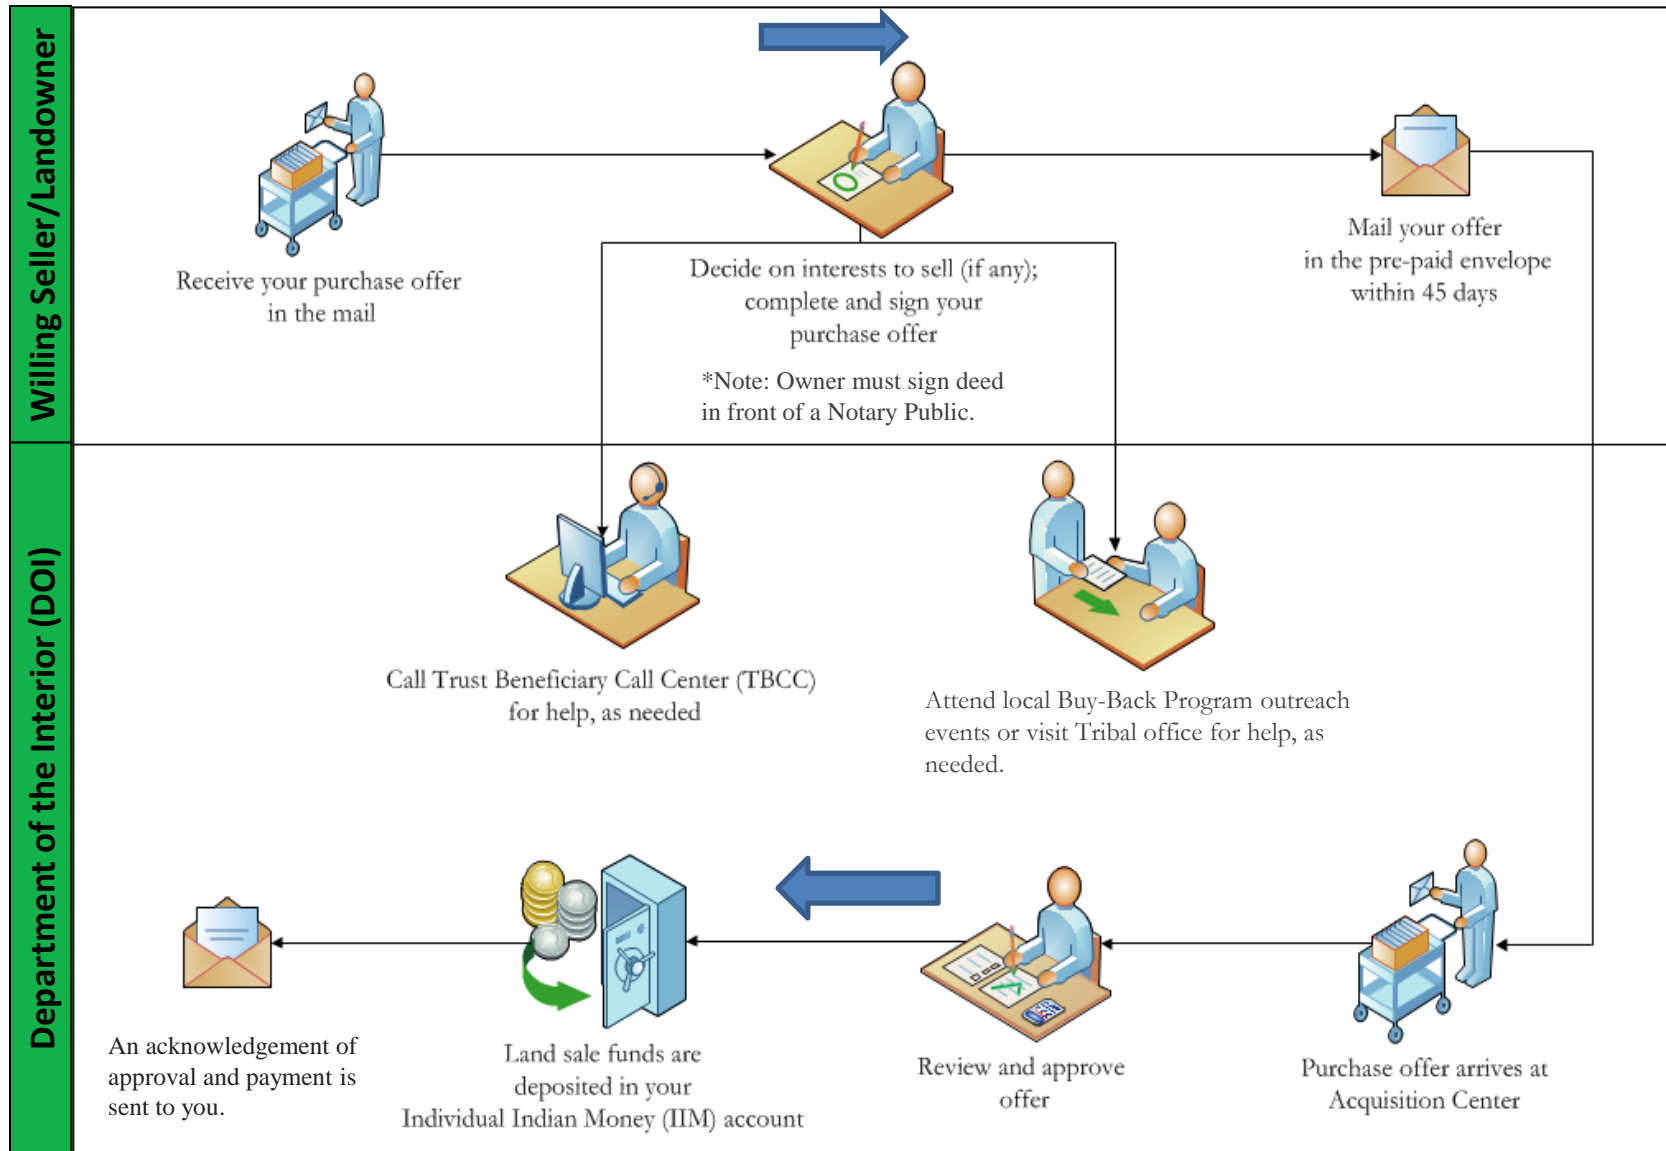 Willing Seller/Landowner
Receive your purchase offer
in the mail
Decide on interests to sell (if any);
complete and sign your
purchase offer
*Note: Owner must sign deed
in front of a Notary Public.
Mail your offer
in the pre-paid envelope
within 45 days
Department of the Interior (DOI)
Call Trust Beneficiary Call Center (TBCC)
for help, as needed
Attend local Buy-Back Program outreach
events or visit Tribal office for help, as
needed.
An acknowledgement of
approval and payment is
sent to you.
Land sale funds are
deposited in your
Individual Indian Money (IIM) account
Review and approve
offer
Purchase offer arrives at
Acquisition Center